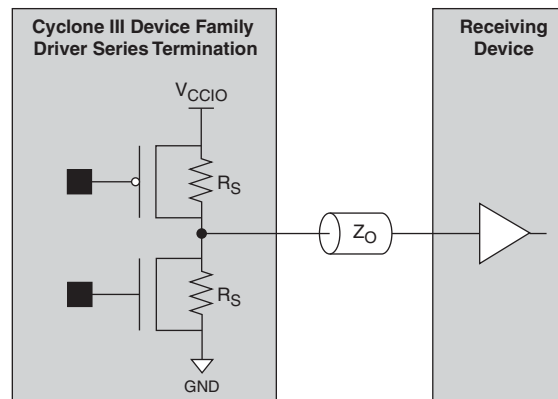 Cyclone III Device Family
Driver Series Termination
Receiving
Device
VCCIO
RS
ZO
RS
GND